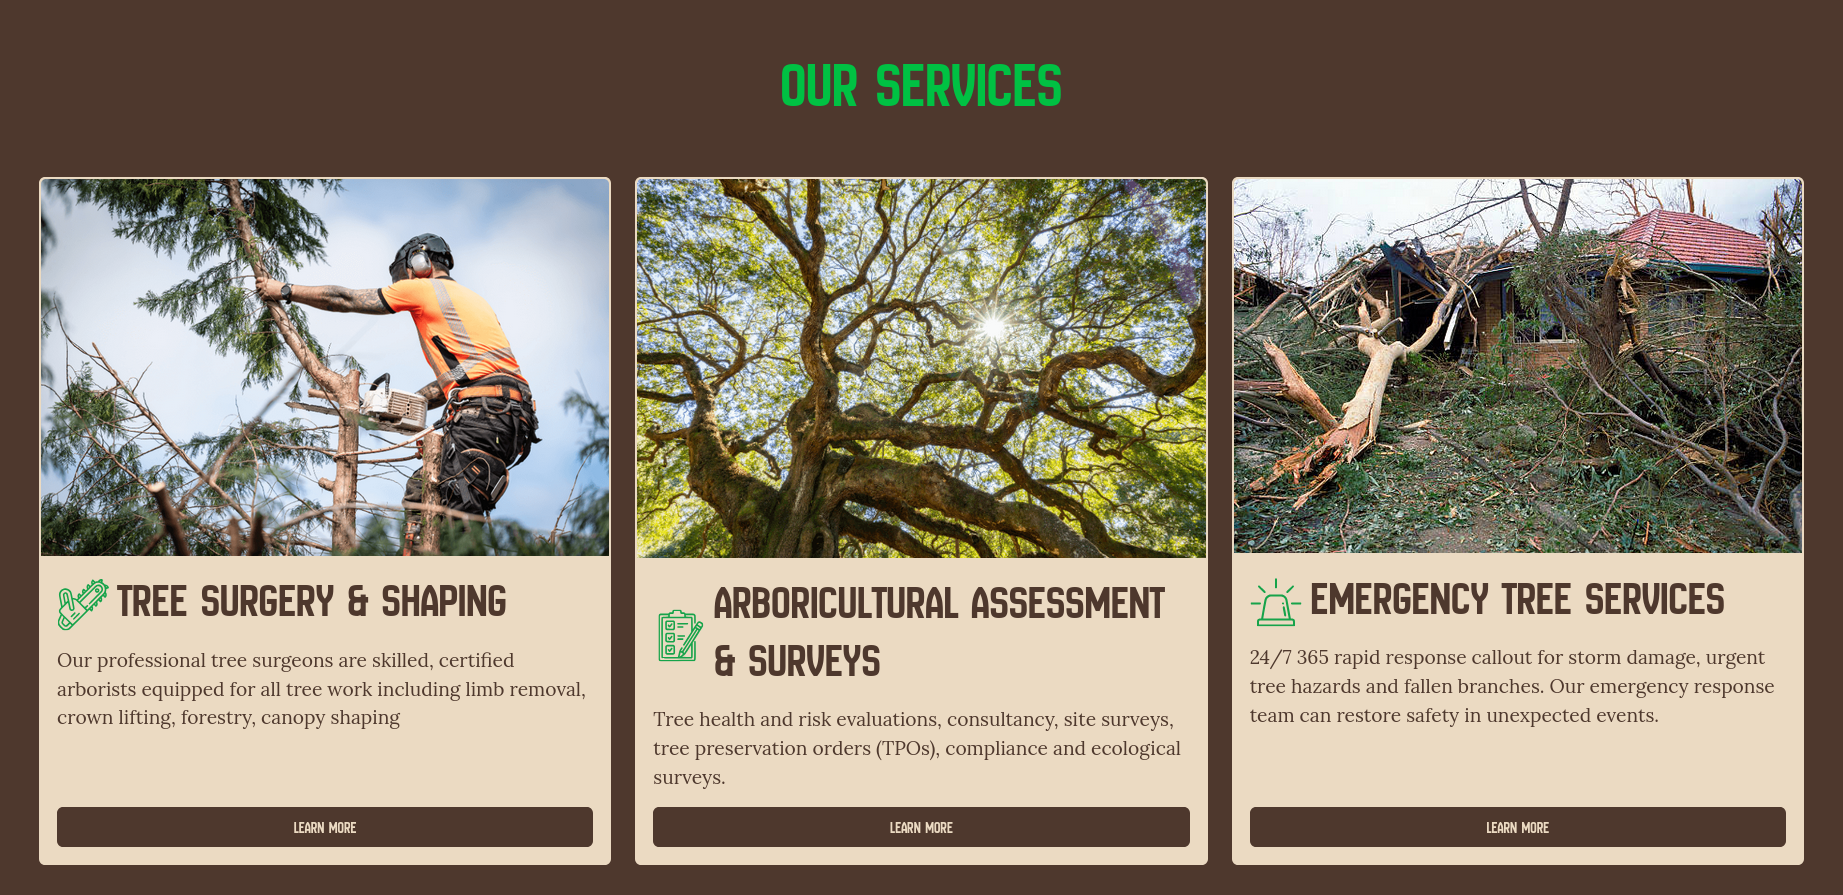 OUR SERVICES
TREE SURGERY & SHAPING
Our professional tree surgeons are skilled, certified
arborists equipped for all tree work including limb removal,
crown lifting, forestry, canopy shaping
LEARN MORE
ARBORICULTURAL ASSESSMENT
& SURVEYS
Tree health and risk evaluations, consultancy, site surveys,
tree preservation orders (TPOs), compliance and ecological
surveys.
LEARN MORE
EMERGENCY TREE SERVICES
24/7 365 rapid response callout for storm damage, urgent
tree hazards and fallen branches. Our emergency response
team can restore safety in unexpected events.
LEARN MORE